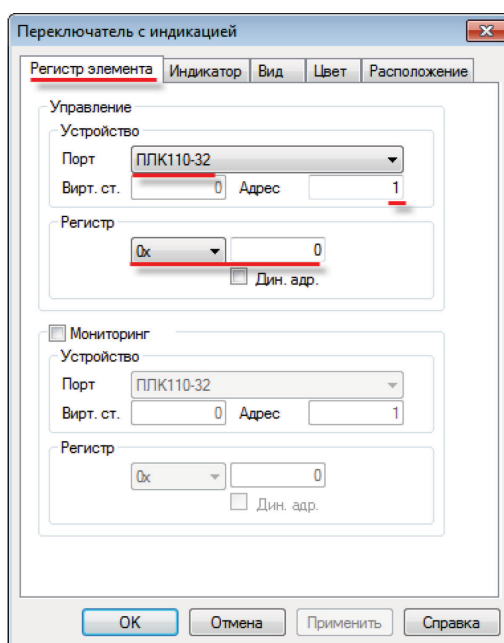 Переключатель с индикацией
Регистр элемента Индикатор Вид Цвет Расположение
Управление
Устройство
Порт ПЛК110-32
Вирт. ст. 0 Адрес 1
Регистр
0x 0
Дин. адр.
Мониторинг
Устройство
Порт ПЛК110-32
Вирт. ст. 0 Адрес 1
Регистр
0x 0
Дин. адр.
OK Отмена Применить Справка